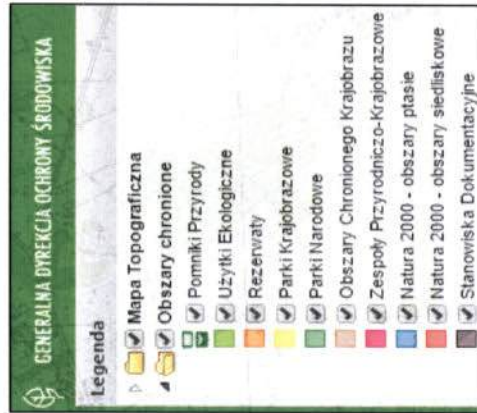 GENERALNA DYREKCJA OCHRONY ŚRODOWISKA
Legenda
Mapa Topograficzna
Obszary chronione
Pomniki Przyrody
Użytki Ekologiczne
Rezerwaty
Parki Krajobrazowe
Parki Narodowe
Obszary Chronionego Krajobrazu
Zespoły Przyrodniczo-Krajobrazowe
Natura 2000 - obszary ptasie
Natura 2000 - obszary siedliskowe
Stanowiska Dokumentacyjne